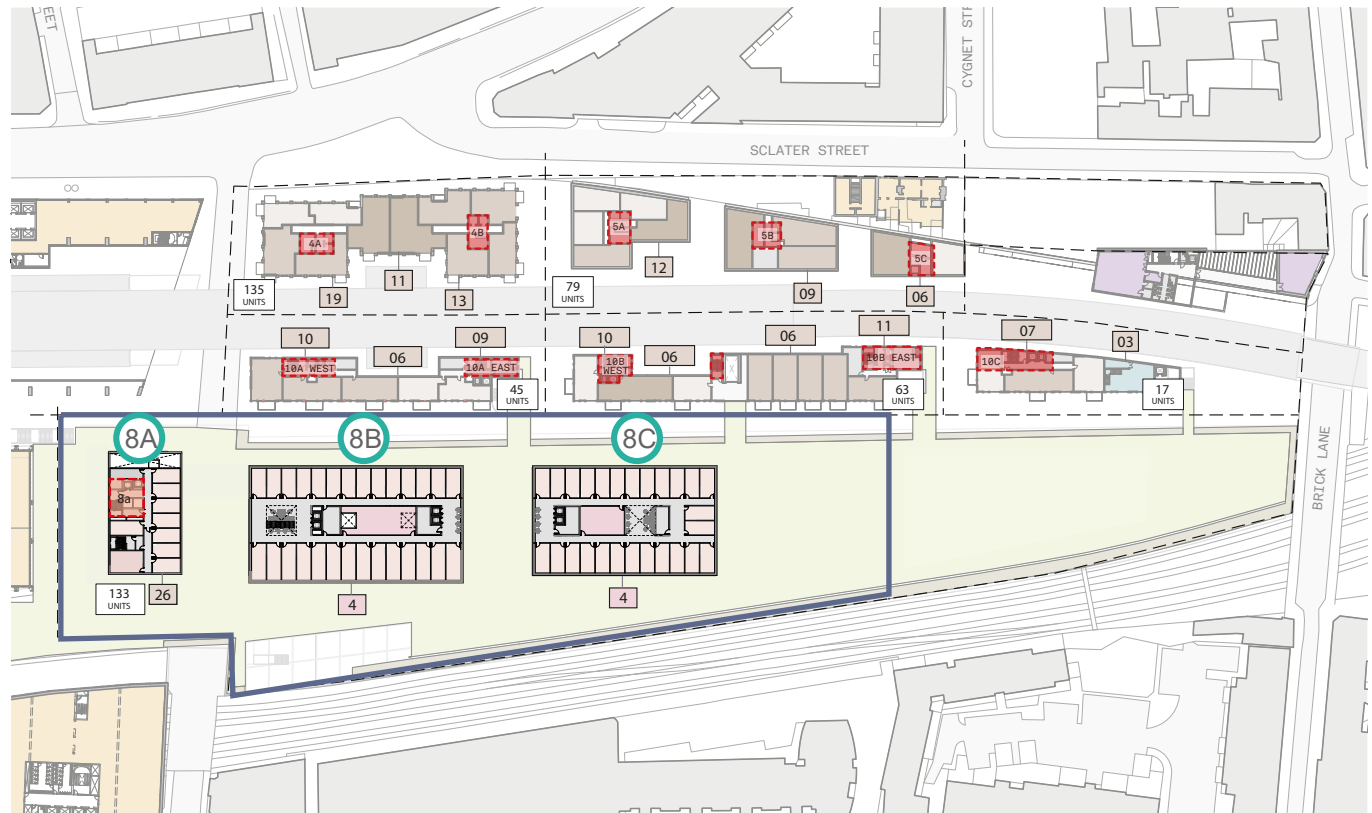 EET
CYGNET STR
SCLATER STREET
4A
4B
5A
5B
5C
12
11
135
UNITS
19
13
79
UNITS
09
06
10
09
10
06
11
07
03
06
06
10A WEST
10A EAST
10B
WEST
10B EAST
10C
X
45
UNITS
63
UNITS
17
UNITS
8A
8B
8C
8a
BRICK LANE
133
UNITS
26
4
4